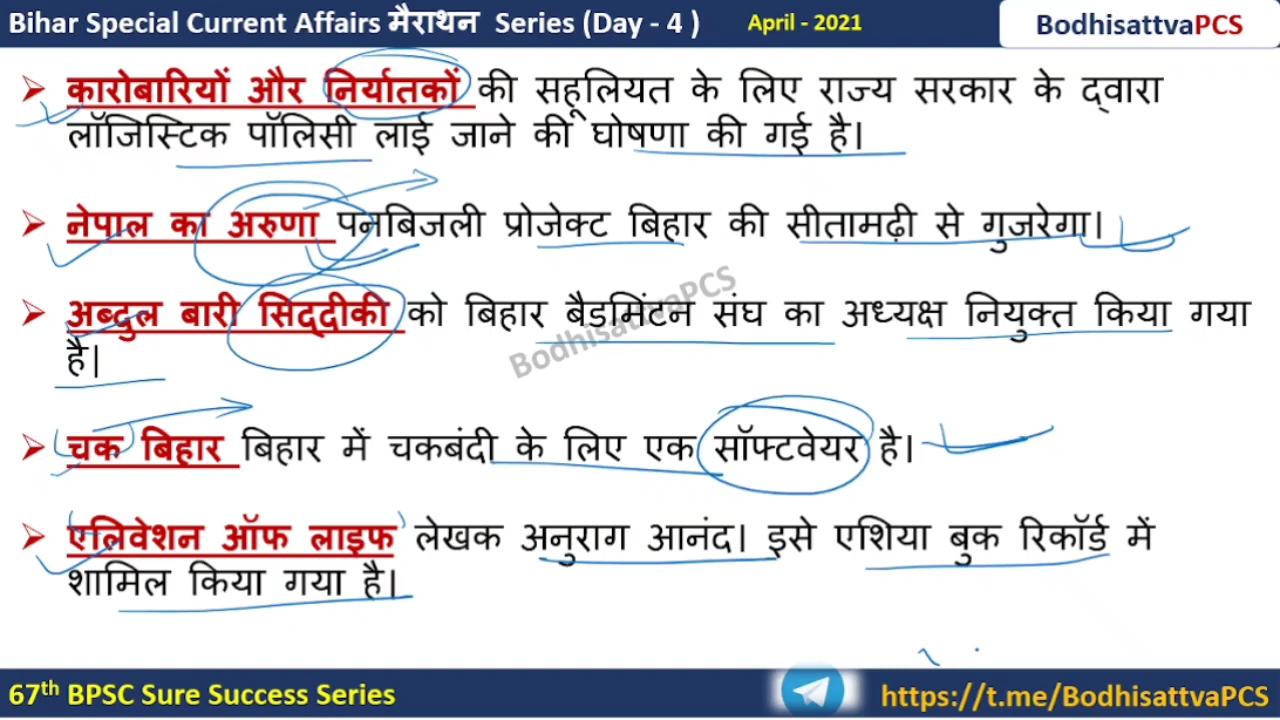 Bihar Special Current Affairs मैराथन Series (Day - 4 )
April - 2021
BodhisattvaPCS
कारोबारियों और निर्यातकों की सहूलियत के लिए राज्य सरकार के द्वारा
लॉजिस्टिक पॉलिसी लाई जाने की घोषणा की गई है।
नेपाल का अरुणा पनबिजली प्रोजेक्ट बिहार की सीतामढ़ी से गुजरेगा।
अब्दुल बारी सिद्दीकी को बिहार बैडमिंटन संघ का अध्यक्ष नियुक्त किया गया
है।
BodhisattvaPCS
चक बिहार बिहार में चकबंदी के लिए एक सॉफ्टवेयर है।
एलिवेशन ऑफ लाइफ लेखक अनुराग आनंद। इसे एशिया बुक रिकॉर्ड में
शामिल किया गया है।
67th BPSC Sure Success Series
https://t.me/BodhisattvaPCS